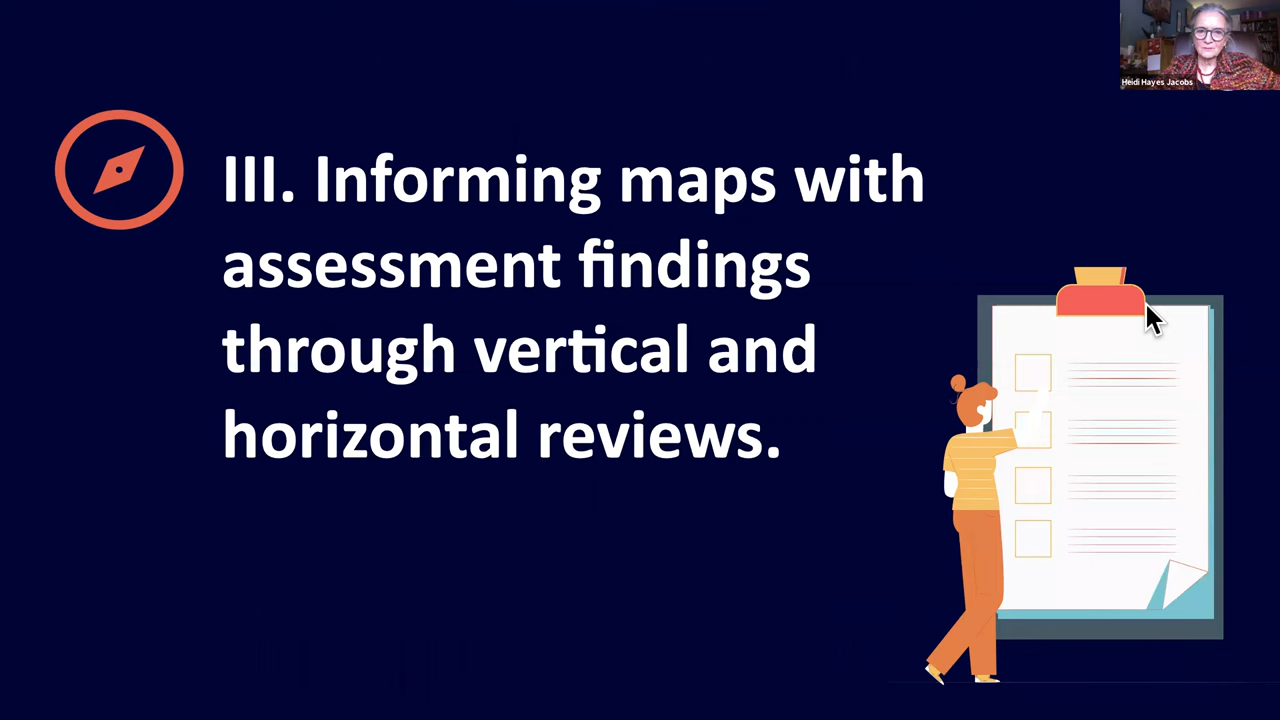 Heidi Hayes Jacobs
III. Informing maps with
assessment findings
through vertical and
horizontal reviews.